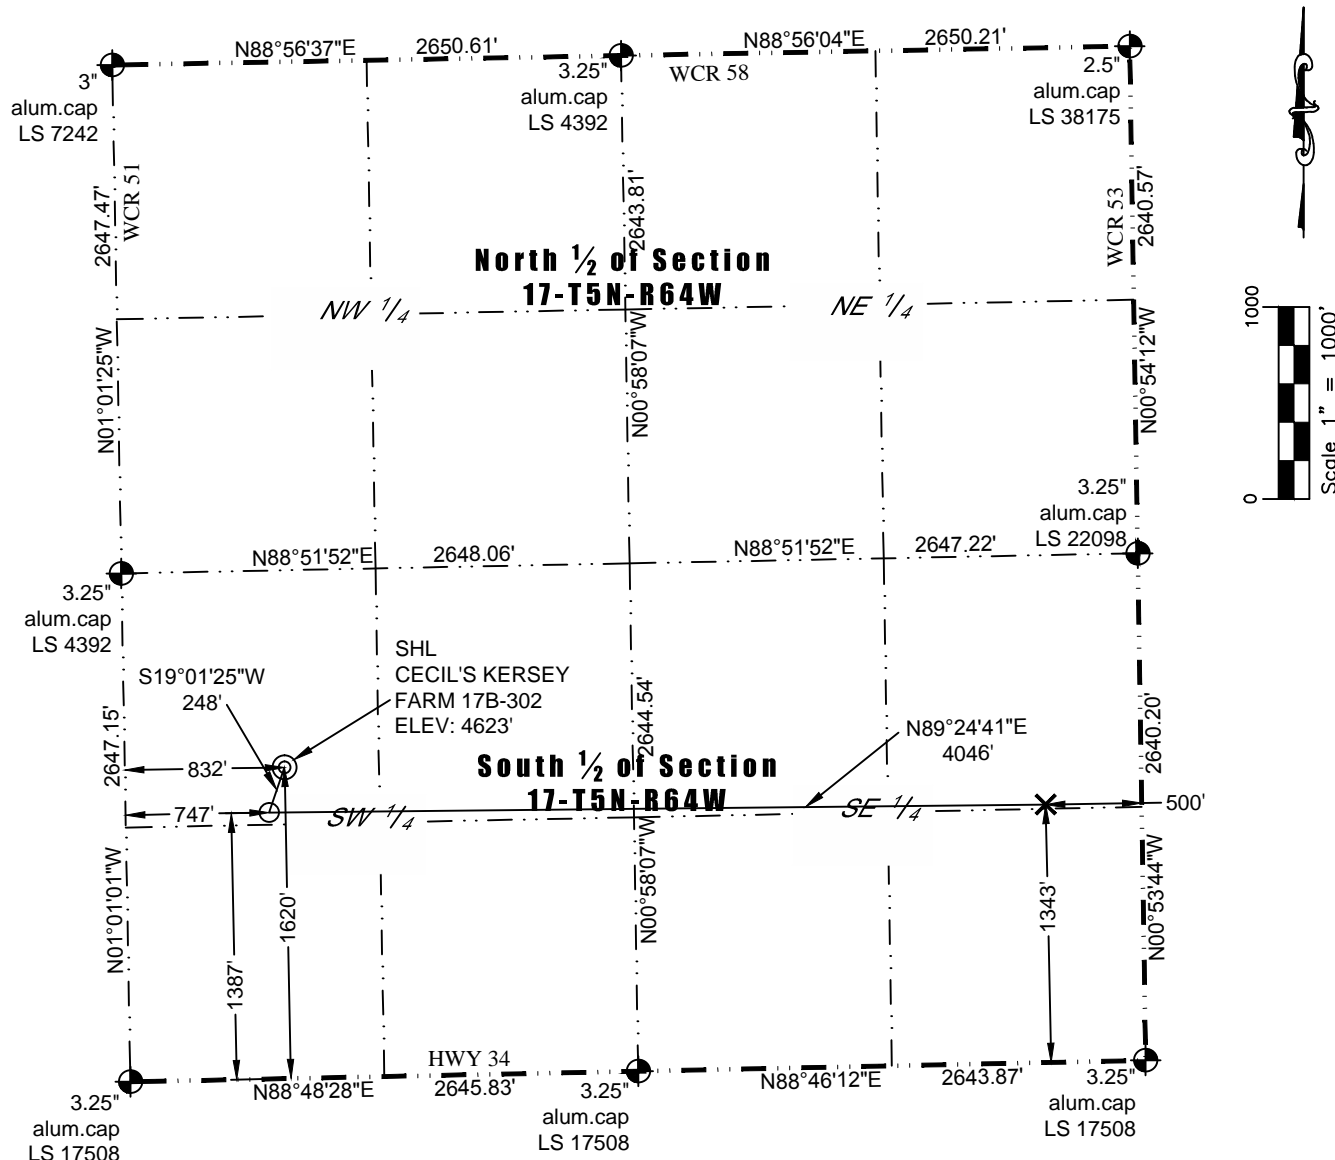 N88°56'37"E 2650.61' N88°56'04"E 2650.21'
WCR 58
3"
alum.cap
LS 7242
3.25"
alum.cap
LS 4392
2.5"
alum.cap
LS 38175
2647.47'
WCR 51
2643.81'
WCR 53
2640.57'
North ½ of Section
17-T5N-R64W
NW 1/4
NE 1/4
N01°01'25"W
N00°58'07"W
N00°54'12"W
1000
0
Scale 1" = 1000'
3.25"
alum.cap
LS 22098
N88°51'52"E 2648.06' N88°51'52"E 2647.22'
3.25"
alum.cap
LS 4392
SHL
CECIL'S KERSEY
FARM 17B-302
ELEV: 4623'
S19°01'25"W
248'
2647.15'
2644.54'
2640.20'
N89°24'41"E
4046'
832'
South ½ of Section
17-T5N-R64W
747'
SW 1/4
SE 1/4
500'
N01°01'01"W
1387'
1620'
N00°58'07"W
1343'
N00°53'44"W
HWY 34
N88°48'28"E 2645.83' N88°46'12"E 2643.87'
3.25"
alum.cap
LS 17508
3.25"
alum.cap
LS 17508
3.25"
alum.cap
LS 17508